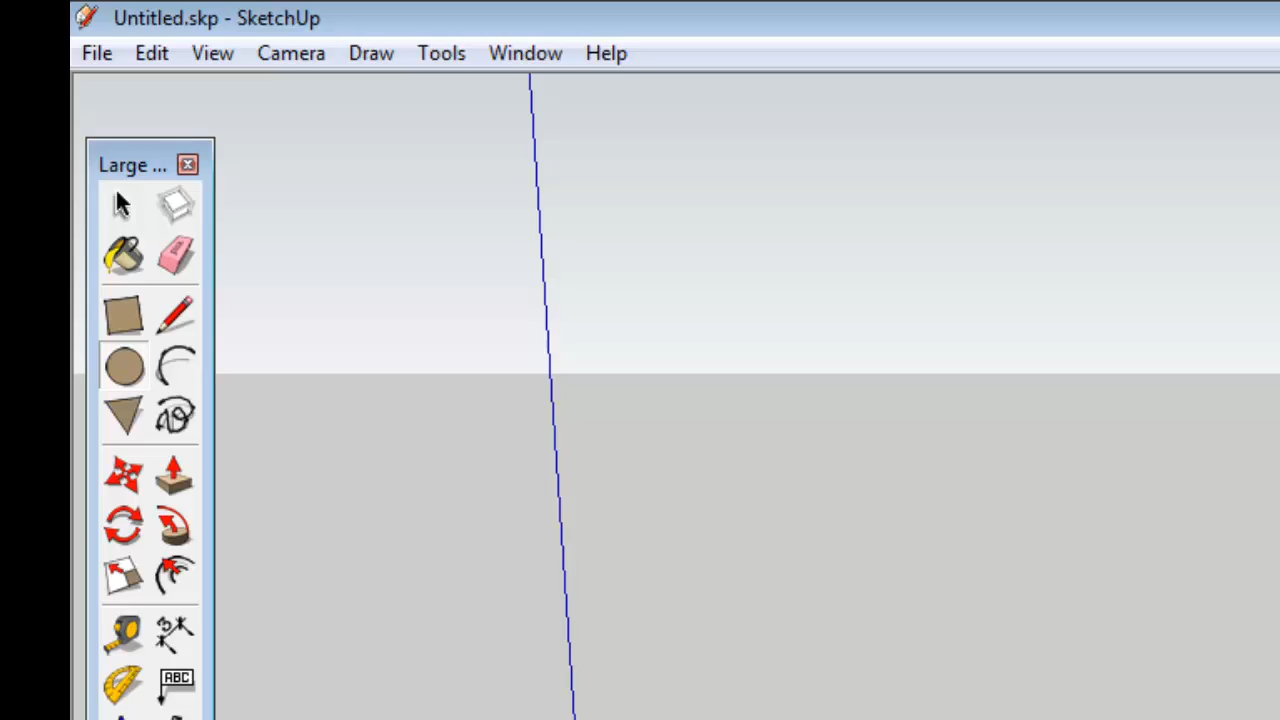 Untitled.skp - SketchUp
File Edit View Camera Draw Tools Window Help
Large ...
ABC